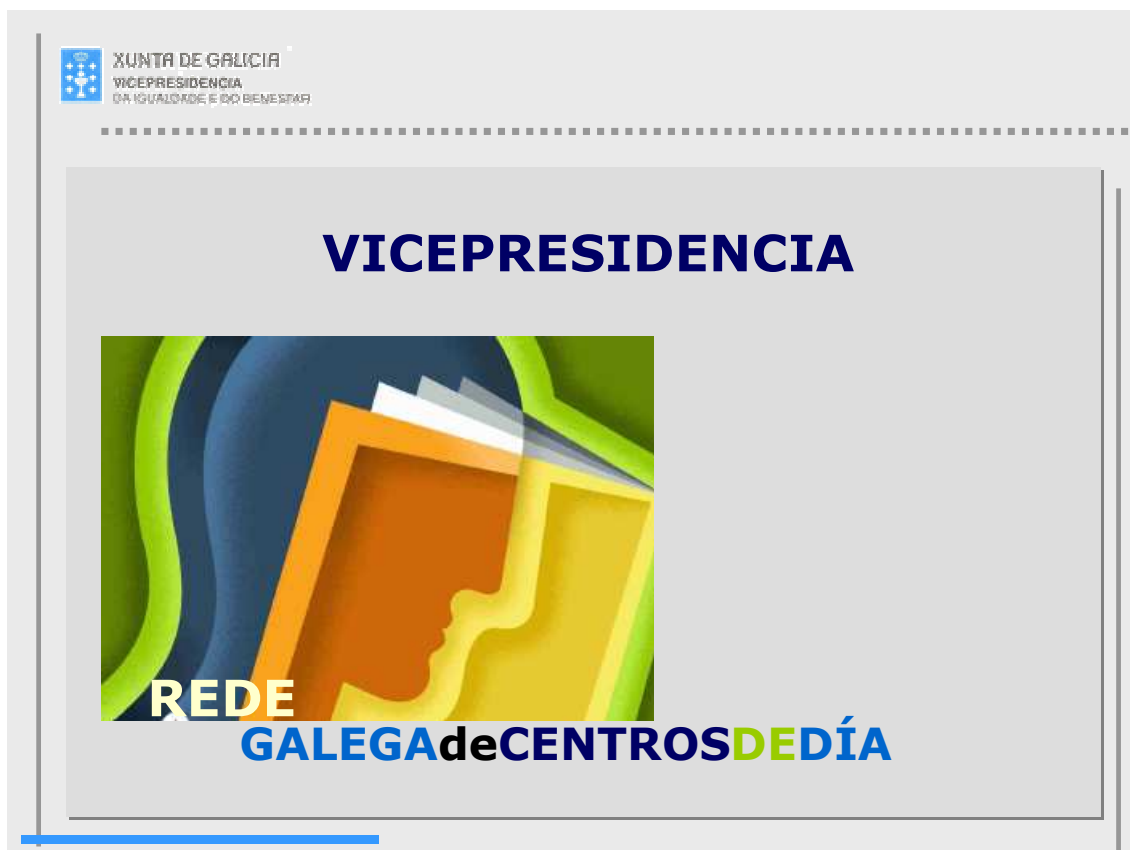 XUNTA DE GALICIA
VICEPRESIDENCIA
DA IGUALDADE E DO BENESTAR
VICEPRESIDENCIA
REDE
GALEGAdeCENTROSDEDÍA